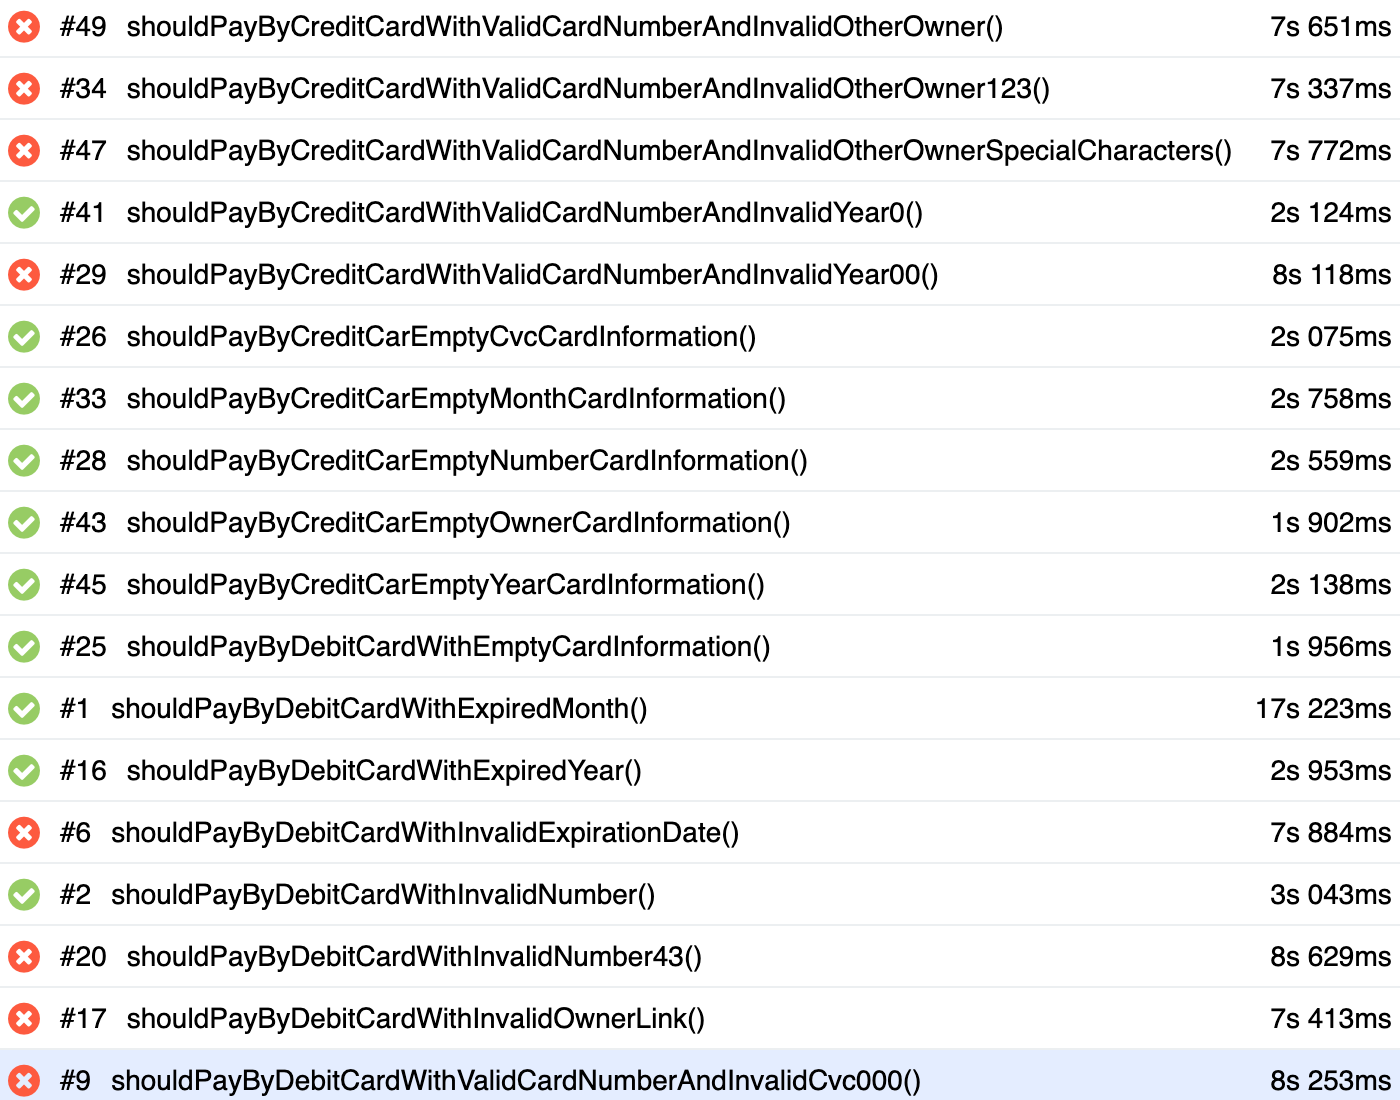 #49 shouldPayByCreditCardWithValidCardNumberAndInvalidOtherOwner() 7s 651ms
#34 shouldPayByCreditCardWithValidCardNumberAndInvalidOtherOwner123() 7s 337ms
#47 shouldPayByCreditCardWithValidCardNumberAndInvalidOtherOwnerSpecialCharacters() 7s 772ms
#41 shouldPayByCreditCardWithValidCardNumberAndInvalidYear0() 2s 124ms
#29 shouldPayByCreditCardWithValidCardNumberAndInvalidYear00() 8s 118ms
#26 shouldPayByCreditCarEmptyCvcCardInformation() 2s 075ms
#33 shouldPayByCreditCarEmptyMonthCardInformation() 2s 758ms
#28 shouldPayByCreditCarEmptyNumberCardInformation() 2s 559ms
#43 shouldPayByCreditCarEmptyOwnerCardInformation() 1s 902ms
#45 shouldPayByCreditCarEmptyYearCardInformation() 2s 138ms
#25 shouldPayByDebitCardWithEmptyCardInformation() 1s 956ms
#1 shouldPayByDebitCardWithExpiredMonth() 17s 223ms
#16 shouldPayByDebitCardWithExpiredYear() 2s 953ms
#6 shouldPayByDebitCardWithInvalidExpirationDate() 7s 884ms
#2 shouldPayByDebitCardWithInvalidNumber() 3s 043ms
#20 shouldPayByDebitCardWithInvalidNumber43() 8s 629ms
#17 shouldPayByDebitCardWithInvalidOwnerLink() 7s 413ms
#9 shouldPayByDebitCardWithValidCardNumberAndInvalidCvc000() 8s 253ms